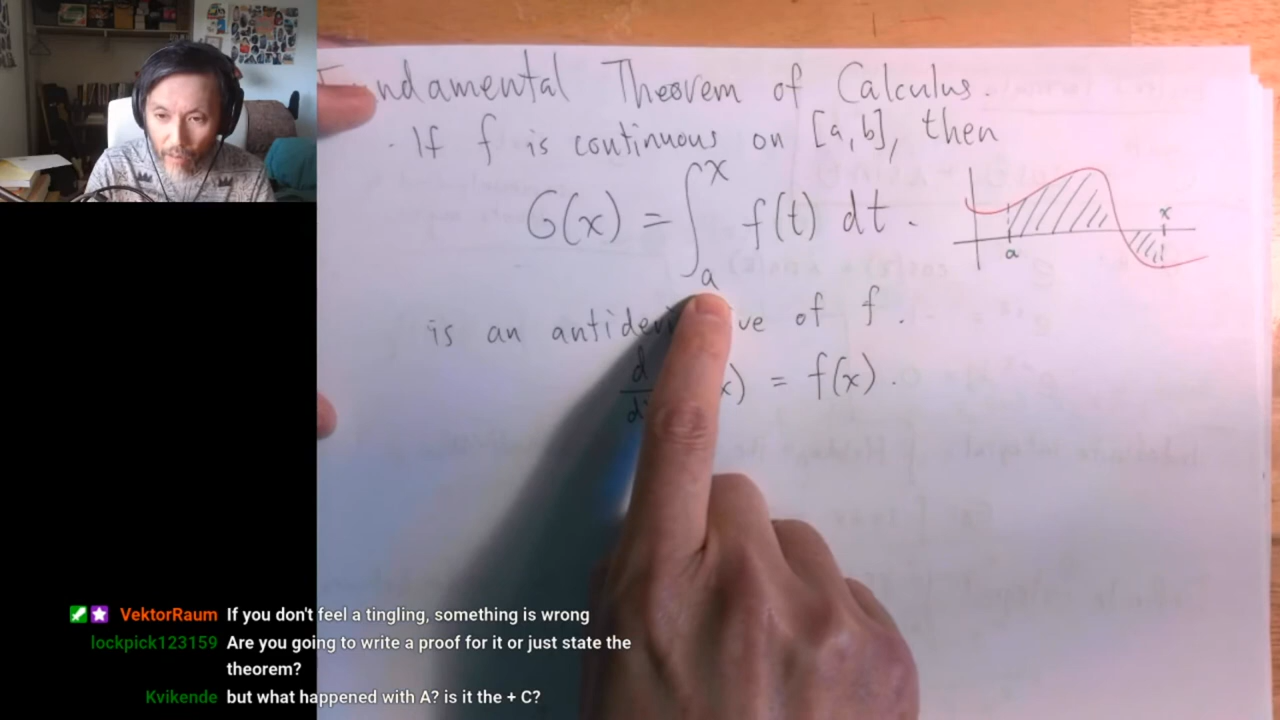 ndamental Theorem of Calculus.
· If f is continuous on [a,b], then
G(x) = ∫_a^x f(t) dt.
a
x
is an antideri ve of f.
d x) = f(x).
VektorRaum If you don't feel a tingling, something is wrong
lockpick123159 Are you going to write a proof for it or just state the
theorem?
Kvikende but what happened with A? is it the + C?